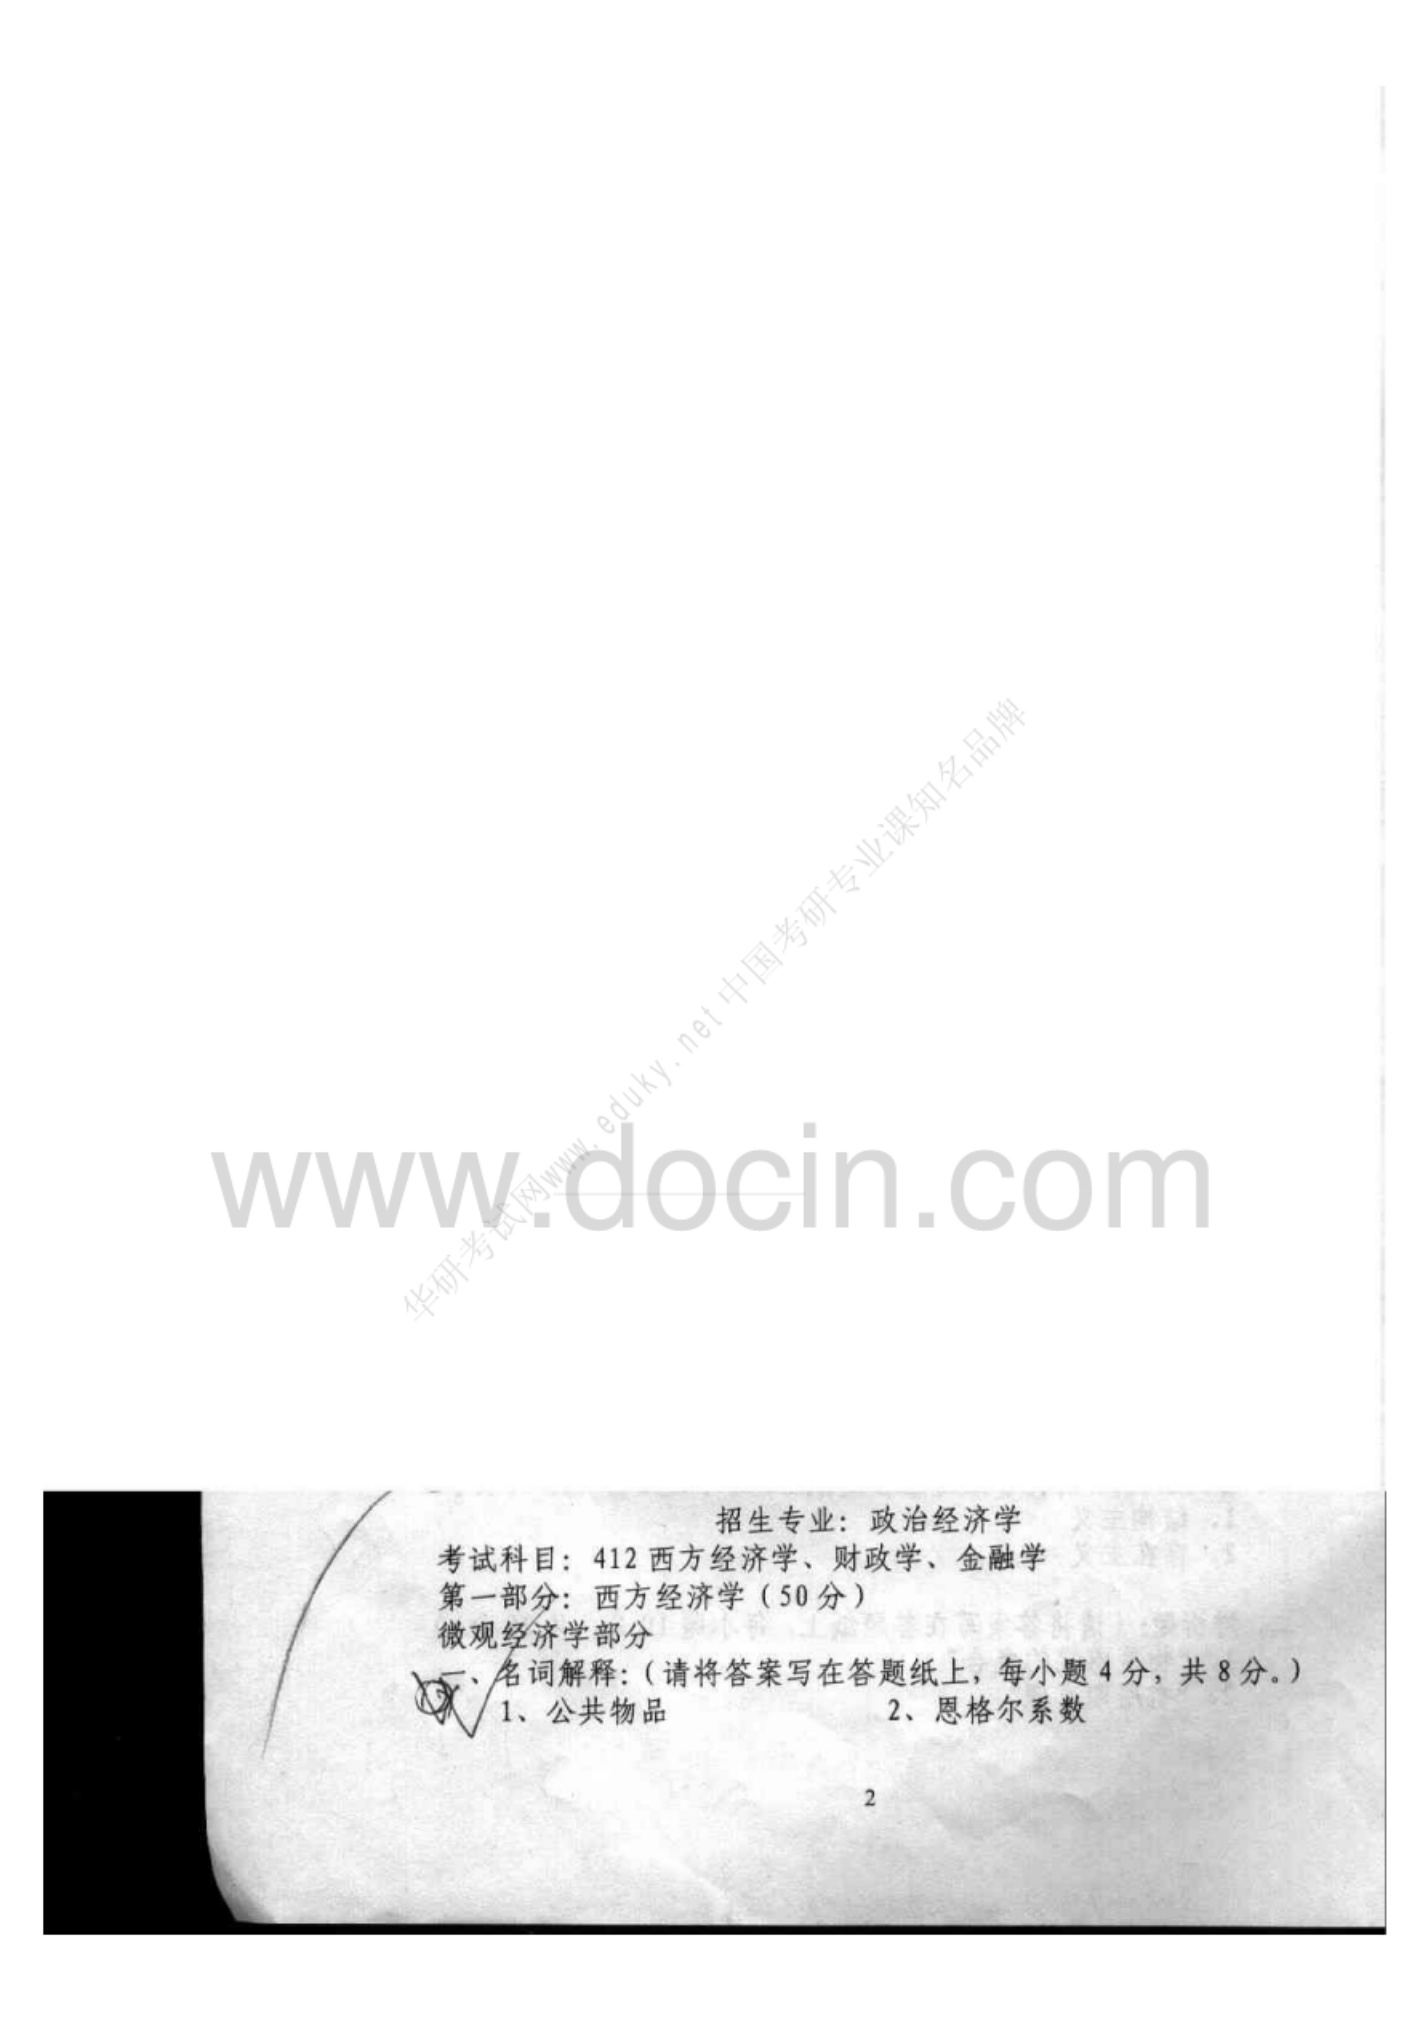 华研考试网www.eduky.net中国考研专业课知名品牌
www.docin.com
招生专业：政治经济学
考试科目：412 西方经济学、财政学、金融学
第一部分：西方经济学（50 分）
微观经济学部分
一、名词解释：（请将答案写在答题纸上，每小题 4 分，共 8 分。）
1、公共物品 2、恩格尔系数
2